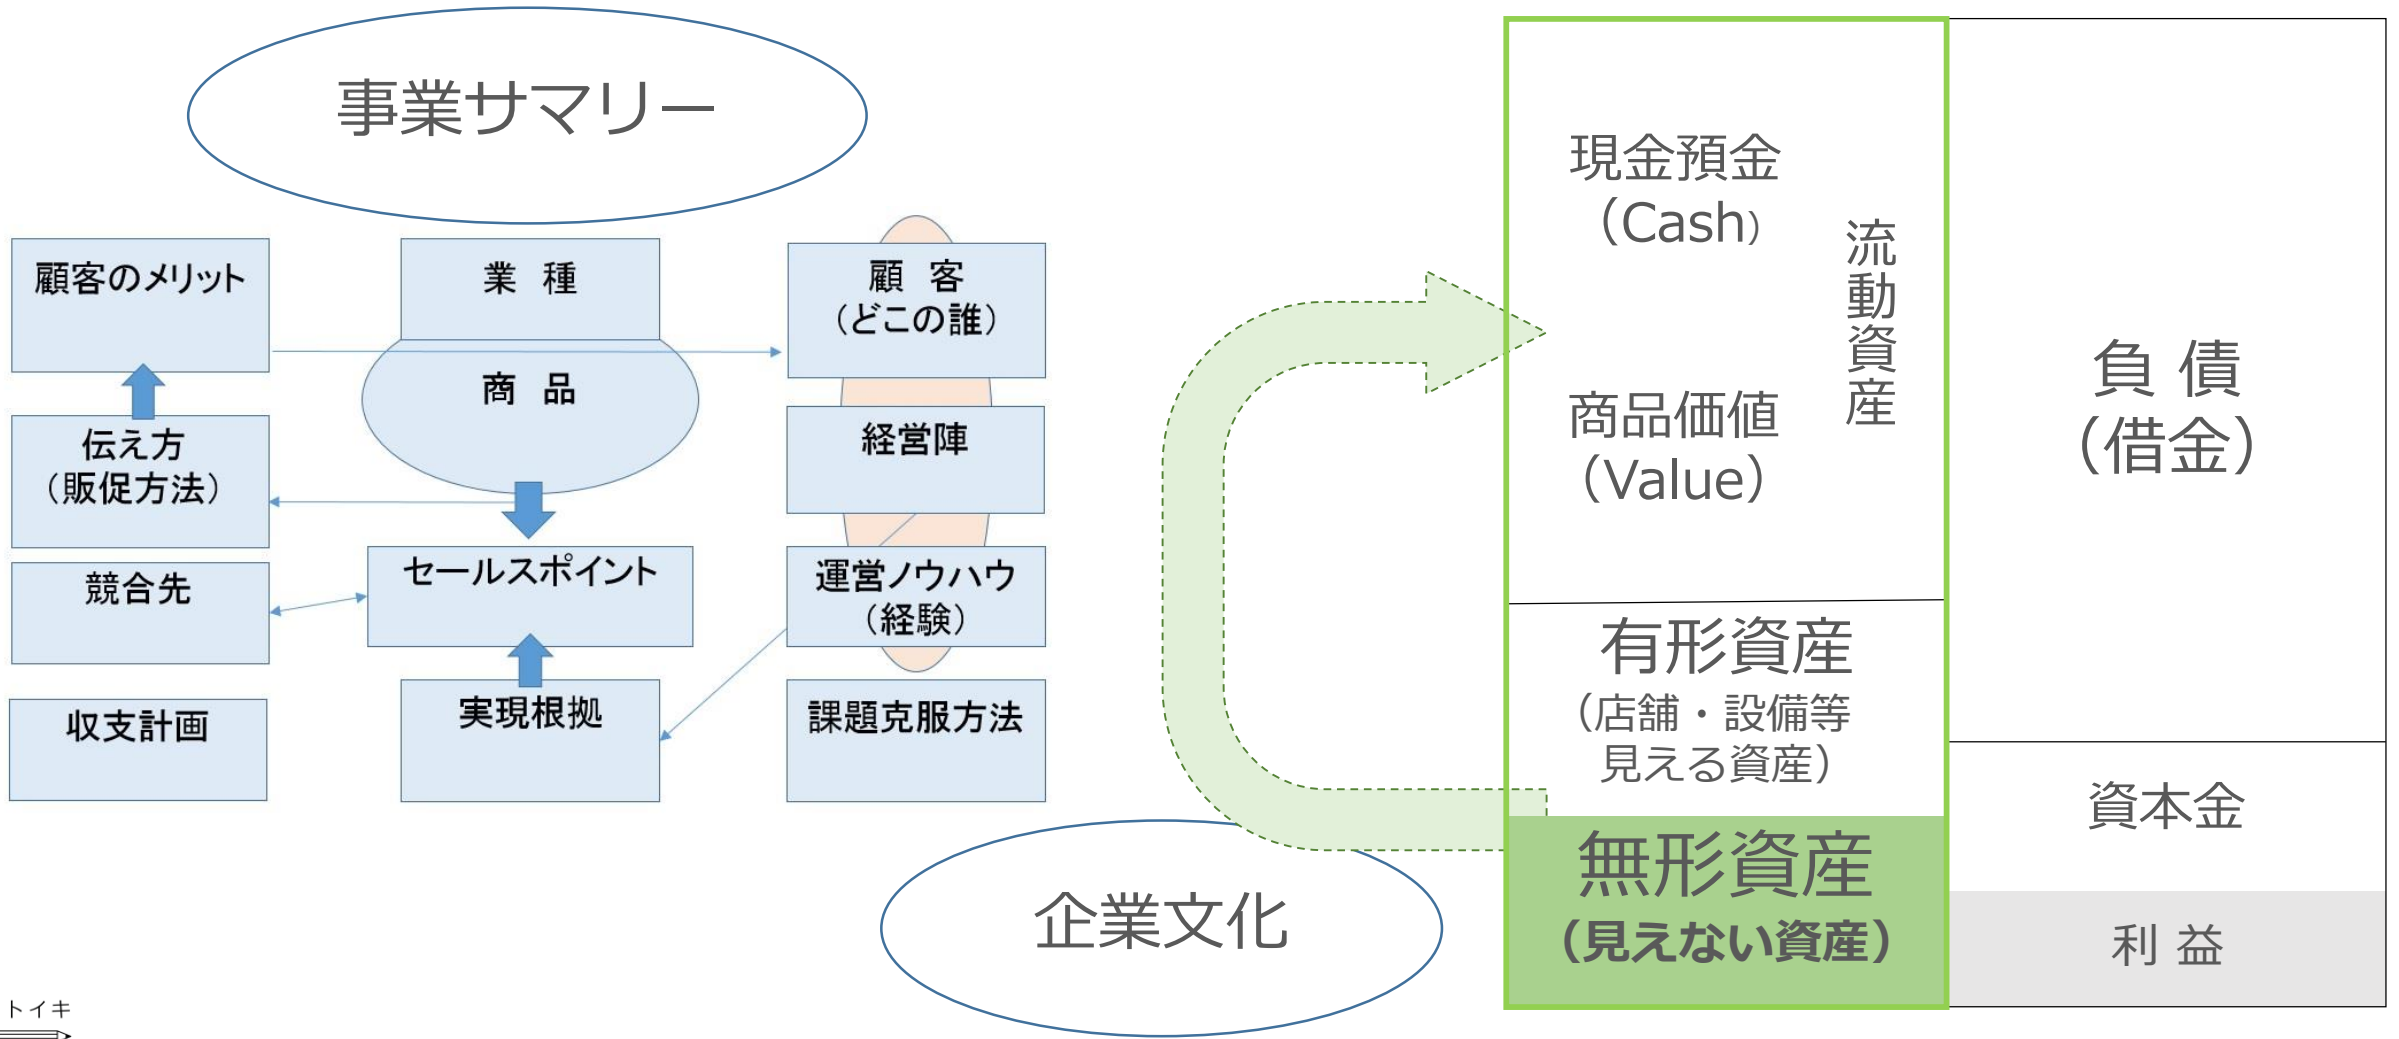 事業サマリー
顧客のメリット
業 種
顧 客
（どこの誰）
商 品
伝え方
（販促方法）
経営陣
競合先
セールスポイント
運営ノウハウ
（経験）
収支計画
実現根拠
課題克服方法
企業文化
現金預金
（Cash）
流動資産
商品価値
（Value）
有形資産
（店舗・設備等
見える資産）
無形資産
（見えない資産）
負 債
（借金）
資本金
利 益
トイキ